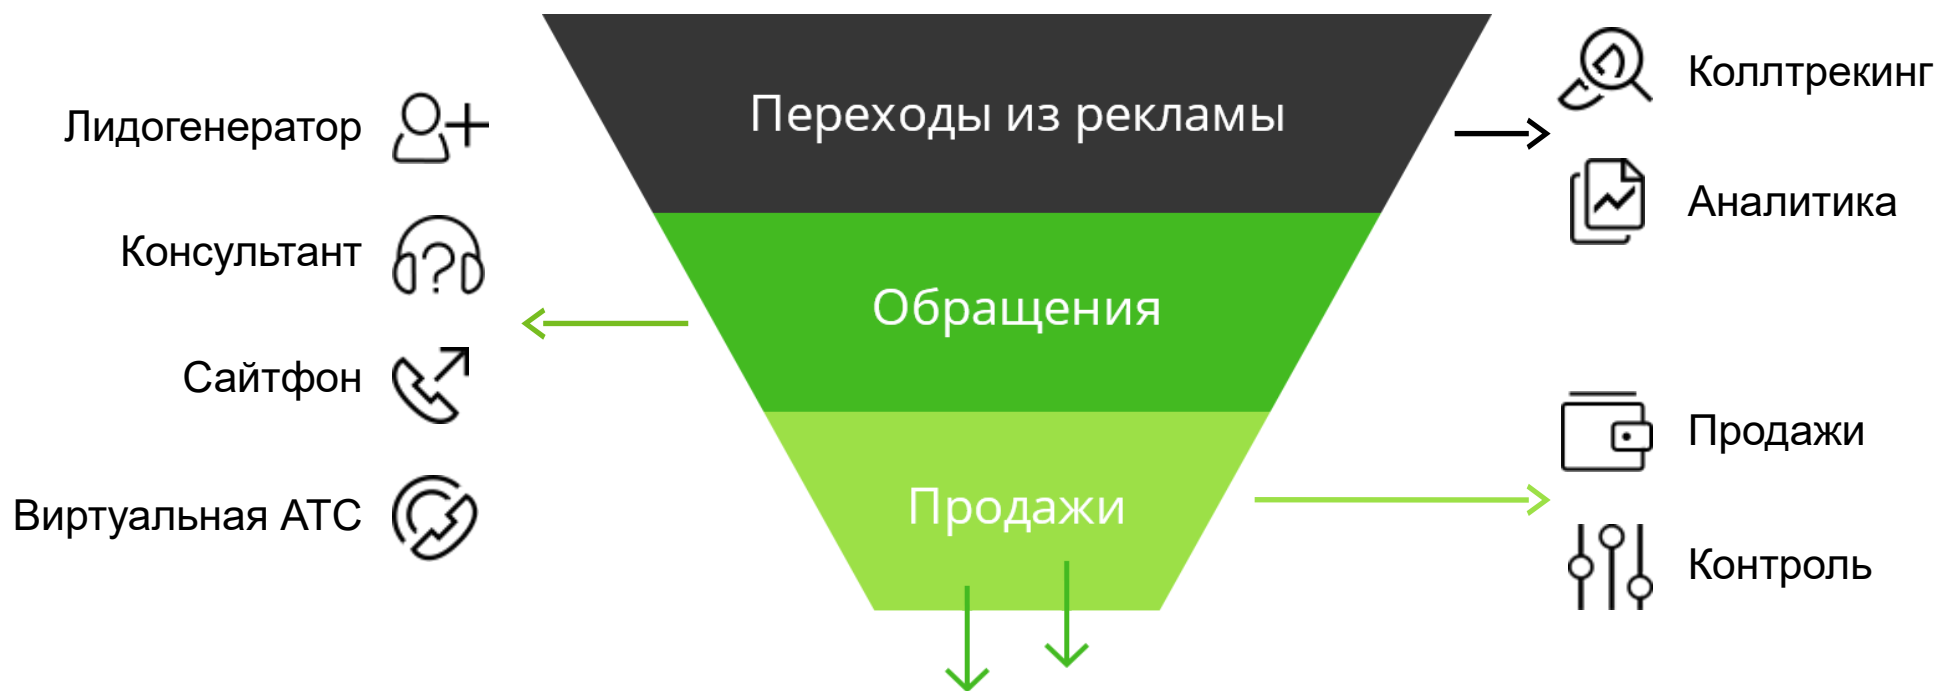 Переходы из рекламы
Обращения
Продажи
Лидогенератор
Консультант
Сайтфон
Виртуальная АТС
Коллтрекинг
Аналитика
Продажи
Контроль